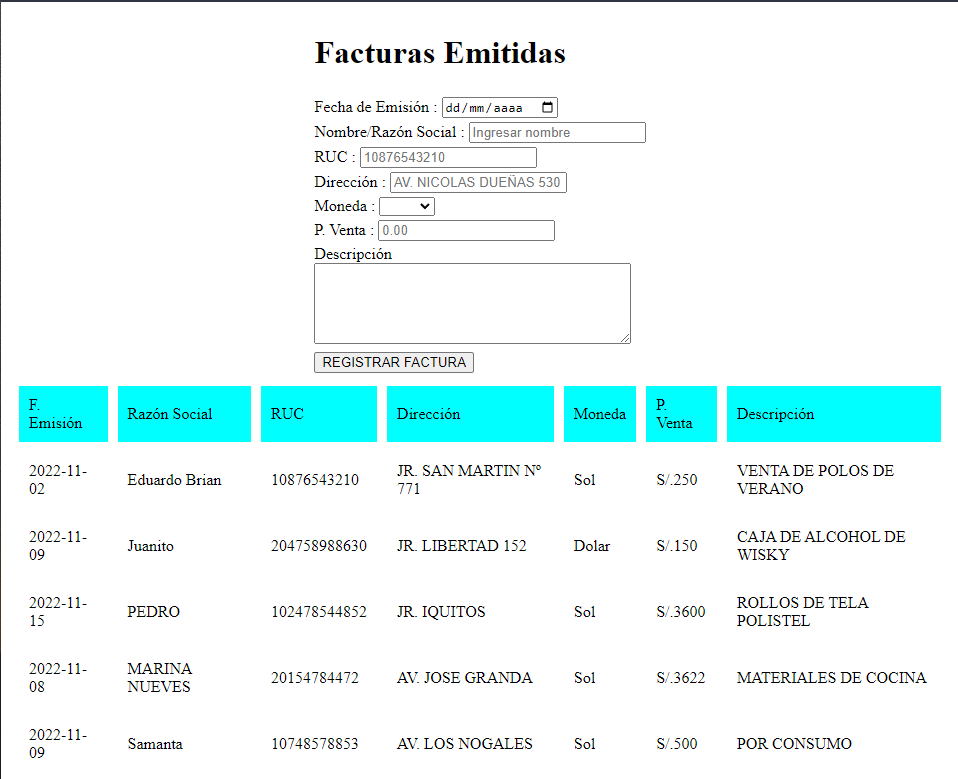 Facturas Emitidas
Fecha de Emisión : dd/mm/aaaa
Nombre/Razón Social : Ingresar nombre
RUC : 10876543210
Dirección : AV. NICOLAS DUEÑAS 530
Moneda :
P. Venta : 0.00
Descripción
REGISTRAR FACTURA
F. Emisión Razón Social RUC Dirección Moneda P. Venta Descripción
2022-11-02 Eduardo Brian 10876543210 JR. SAN MARTIN Nº 771 Sol S/.250 VENTA DE POLOS DE VERANO
2022-11-09 Juanito 204758988630 JR. LIBERTAD 152 Dolar S/.150 CAJA DE ALCOHOL DE WISKY
2022-11-15 PEDRO 102478544852 JR. IQUITOS Sol S/.3600 ROLLOS DE TELA POLISTEL
2022-11-08 MARINA NUEVES 20154784472 AV. JOSE GRANDA Sol S/.3622 MATERIALES DE COCINA
2022-11-09 Samanta 10748578853 AV. LOS NOGALES Sol S/.500 POR CONSUMO